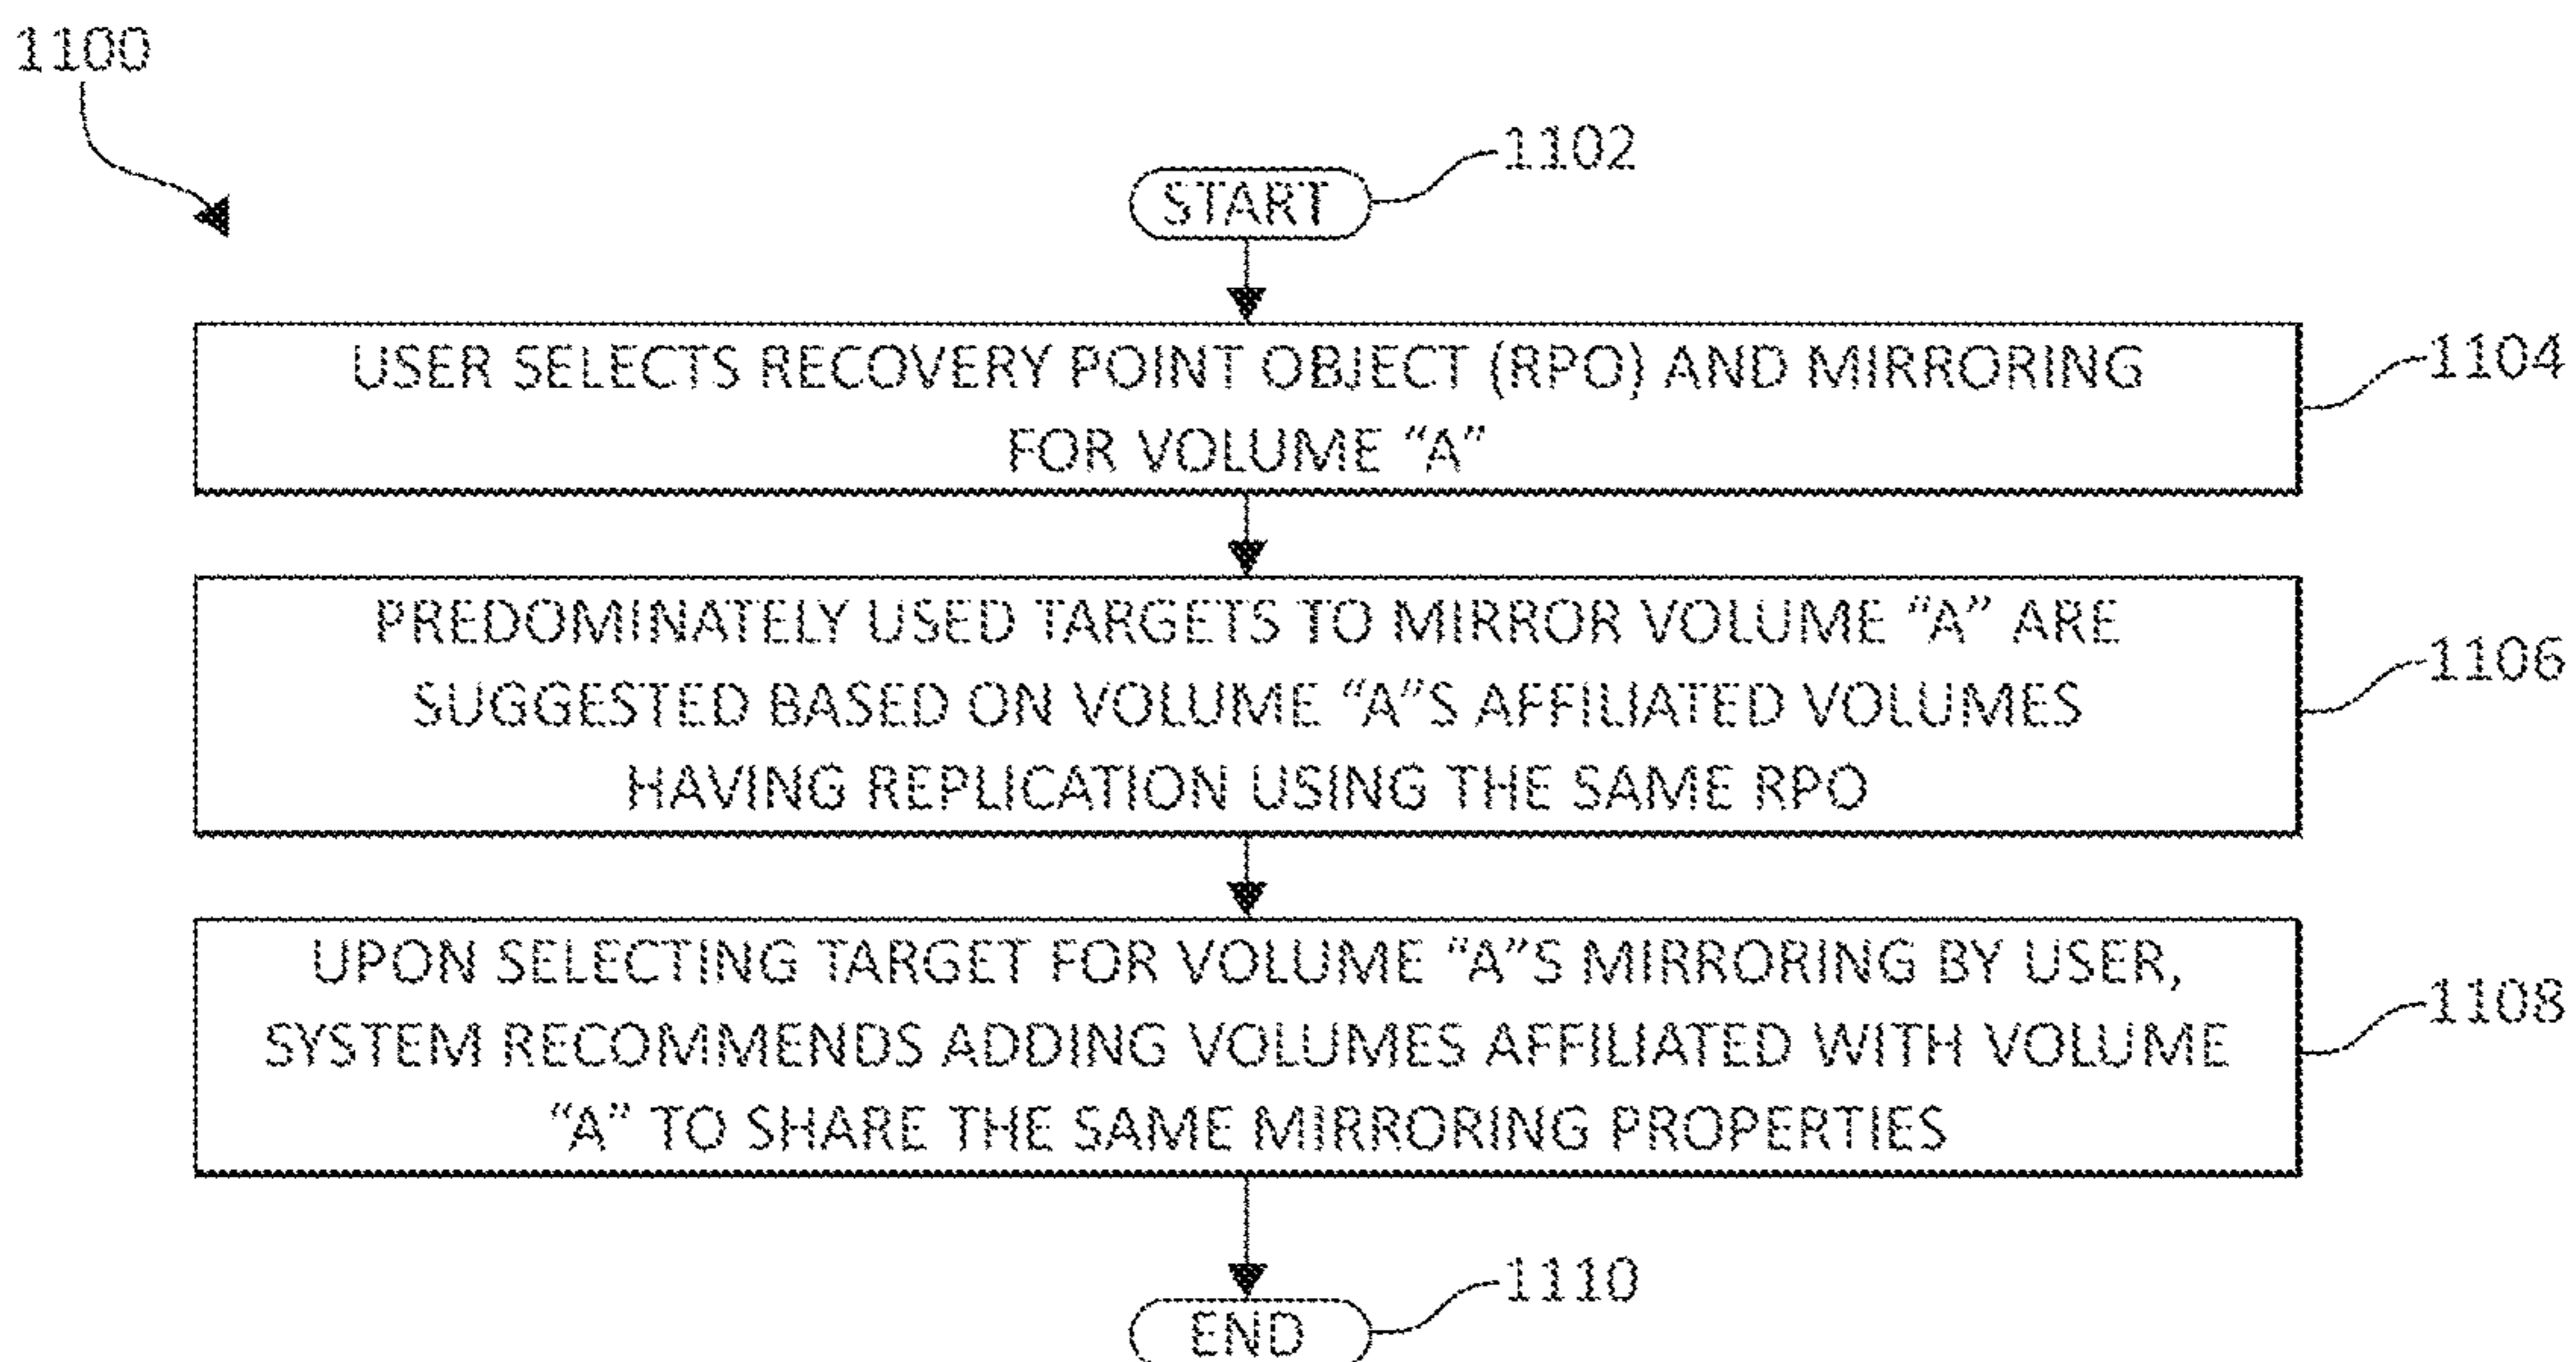 1100
1102
START
USER SELECTS RECOVERY POINT OBJECT (RPO) AND MIRRORING
FOR VOLUME “A”
1104
PREDOMINATELY USED TARGETS TO MIRROR VOLUME “A” ARE
SUGGESTED BASED ON VOLUME “A”S AFFILIATED VOLUMES
HAVING REPLICATION USING THE SAME RPO
1106
UPON SELECTING TARGET FOR VOLUME “A”S MIRRORING BY USER,
SYSTEM RECOMMENDS ADDING VOLUMES AFFILIATED WITH VOLUME
“A” TO SHARE THE SAME MIRRORING PROPERTIES
1108
1110
END